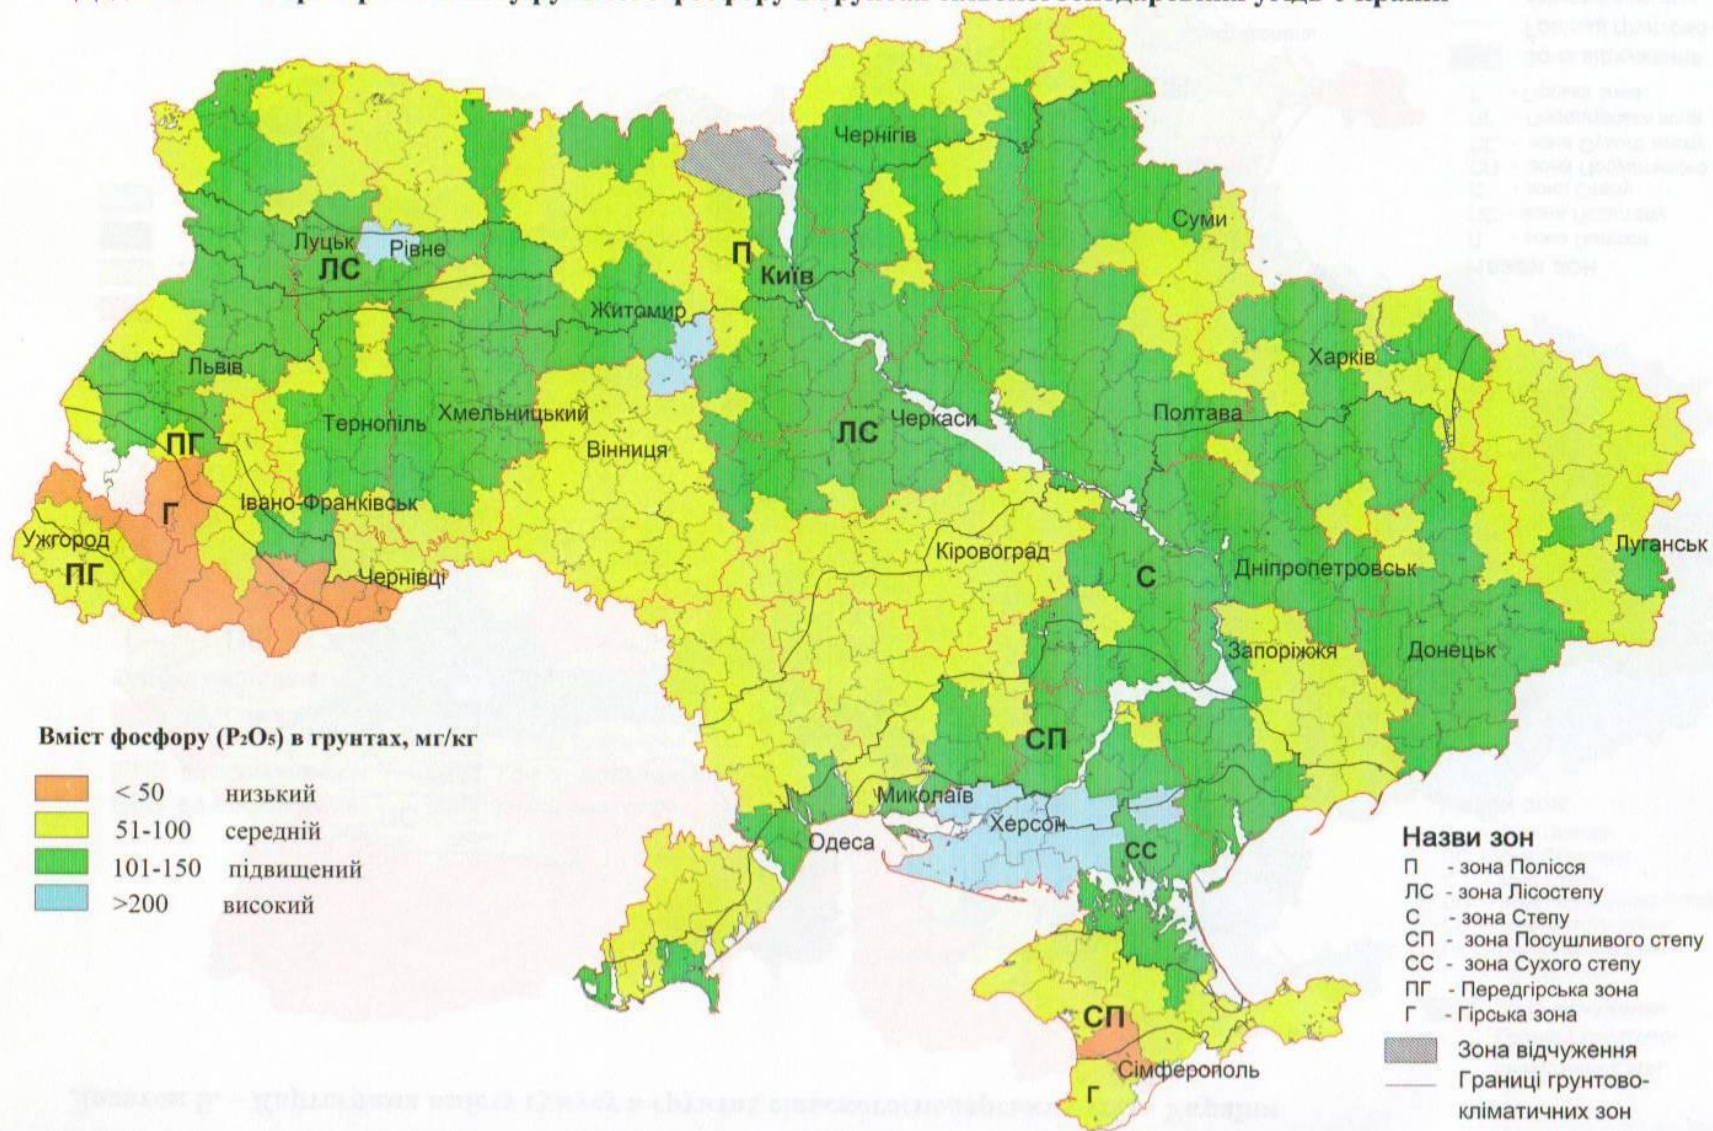 фосфору в ґрунтах
Чернігів
Суми
Луцьк
Рівне
ЛС
П
Київ
Житомир
Харків
Львів
Тернопіль
Хмельницький
Черкаси
Полтава
ЛС
Вінниця
ПГ
Г
Івано-Франківськ
Ужгород
ПГ
Чернівці
Кіровоград
С
Дніпропетровськ
Луганськ
Запоріжжя
Донецьк
СП
Миколаїв
Херсон
Одеса
СС
СП
Сімферополь
Г
Вміст фосфору (P₂O₅) в грунтах, мг/кг
< 50 низький
51-100 середній
101-150 підвищений
>200 високий
Назви зон
П - зона Полісся
ЛС - зона Лісостепу
С - зона Степу
СП - зона Посушливого степу
СС - зона Сухого степу
ПГ - Передгірська зона
Г - Гірська зона
Зона відчуження
Границі грунтово-
кліматичних зон